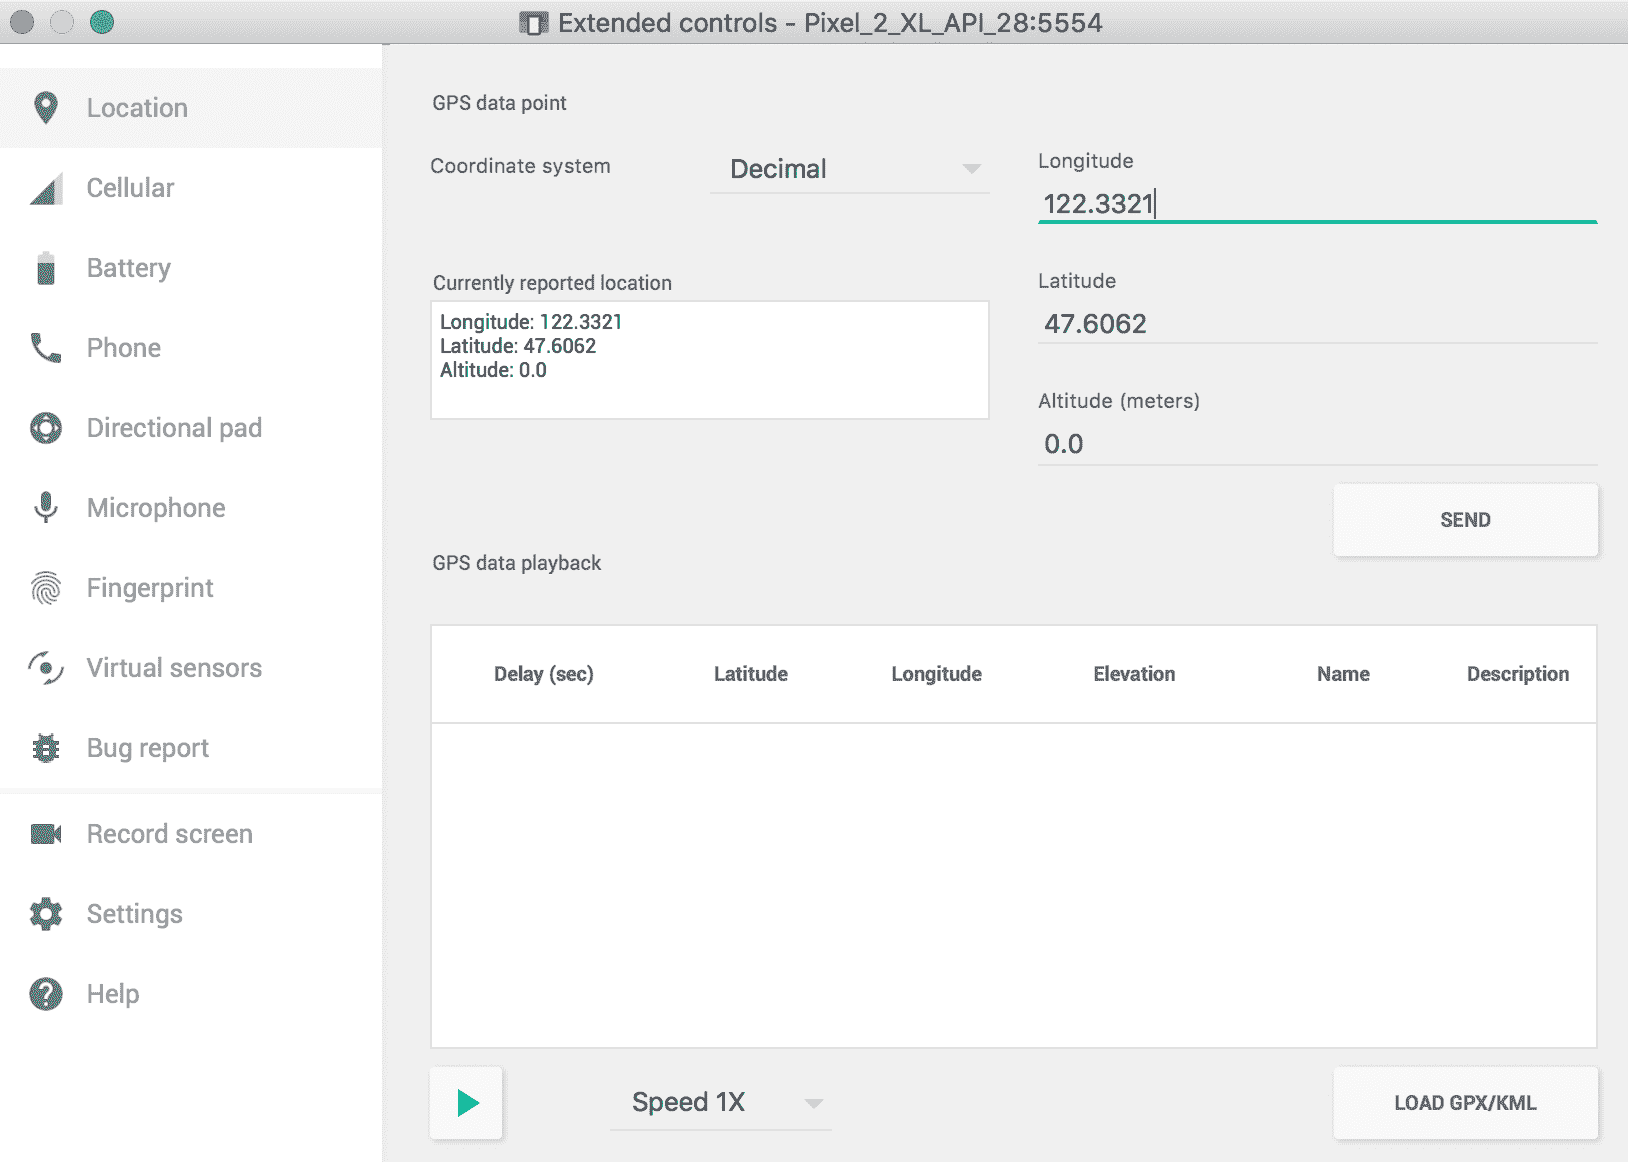 Extended controls - Pixel_2_XL_API_28:5554
Location
Cellular
Battery
Phone
Directional pad
Microphone
Fingerprint
Virtual sensors
Bug report
Record screen
Settings
Help
GPS data point
Coordinate system
Decimal
Longitude
122.3321
Currently reported location
Longitude: 122.3321
Latitude: 47.6062
Altitude: 0.0
Latitude
47.6062
Altitude (meters)
0.0
SEND
GPS data playback
Delay (sec) Latitude Longitude Elevation Name Description
Speed 1X
LOAD GPX/KML